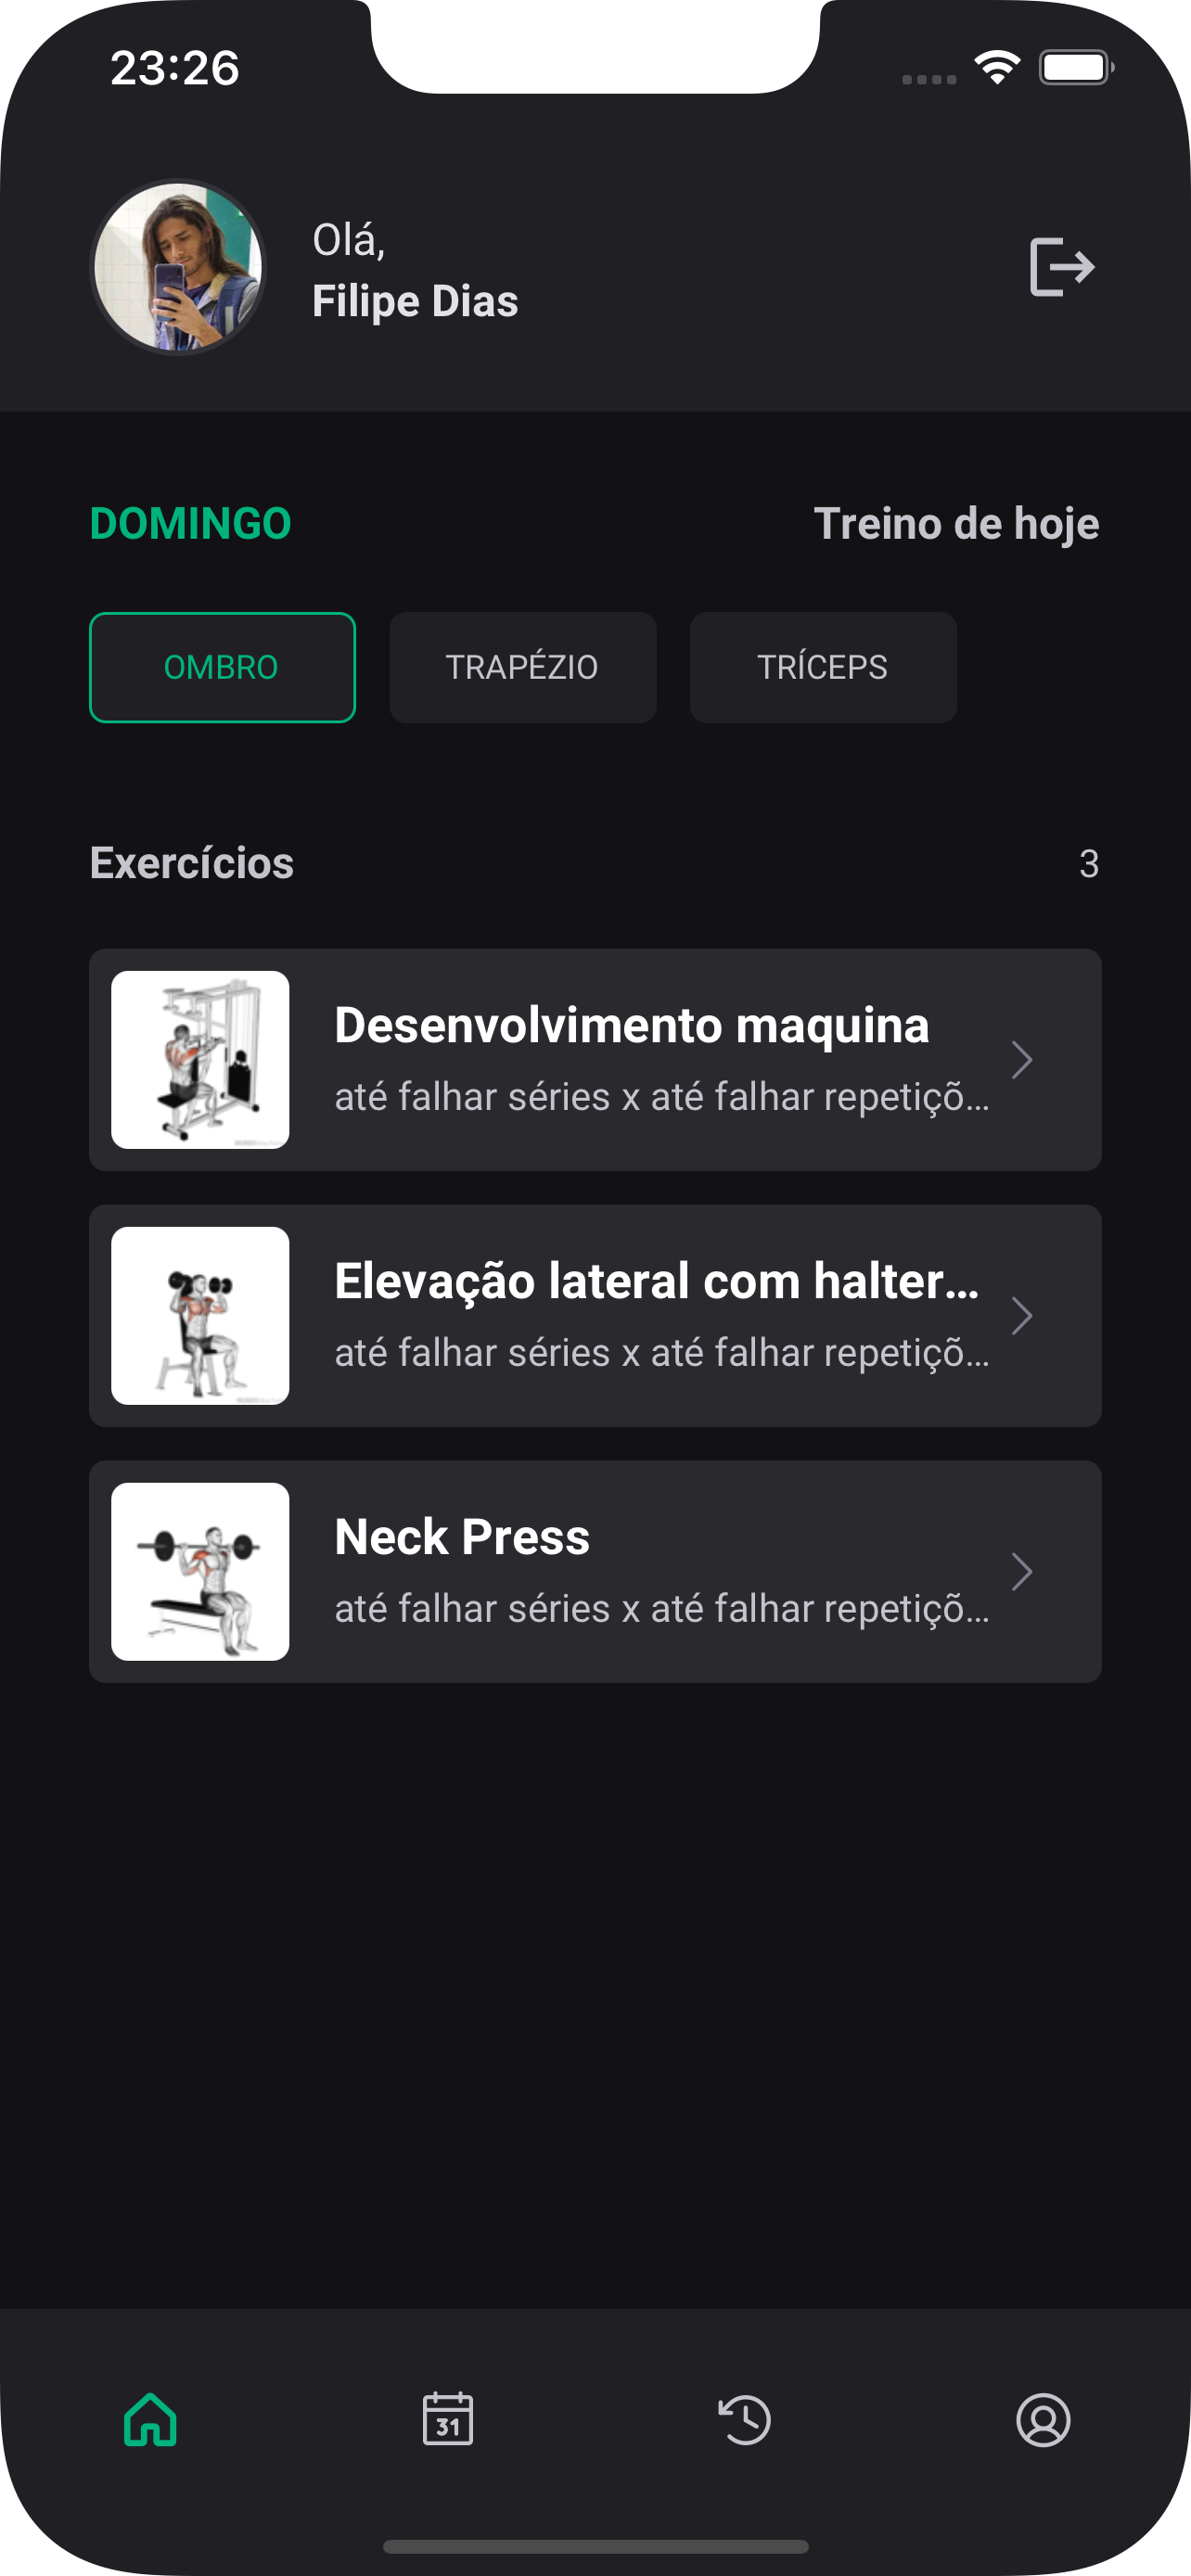 23:26
Olá,
Filipe Dias
DOMINGO
Treino de hoje
OMBRO
TRAPÉZIO
TRÍCEPS
Exercícios
3
Desenvolvimento maquina
até falhar séries x até falhar repetiçõ...
Elevação lateral com halter...
até falhar séries x até falhar repetiçõ...
Neck Press
até falhar séries x até falhar repetiçõ...
31